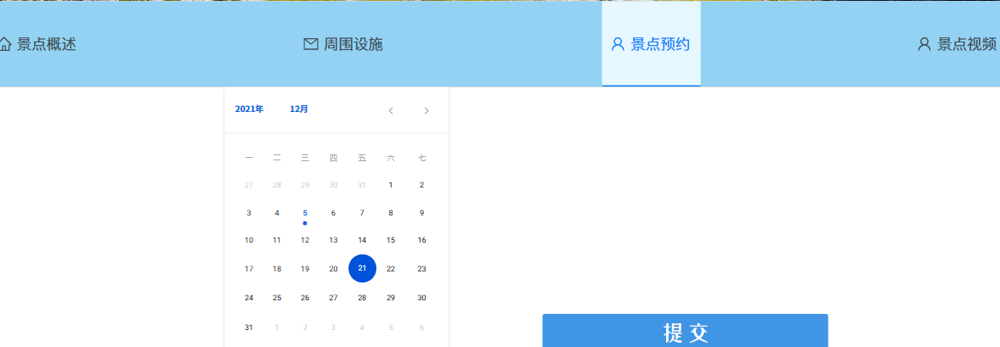 景点概述 周围设施 景点预约 景点视频
2021年 12月
一 二 三 四 五 六 七
27 28 29 30 31 1 2
3 4 5 6 7 8 9
10 11 12 13 14 15 16
17 18 19 20 21 22 23
24 25 26 27 28 29 30
31 1 2 3 4 5 6
提交